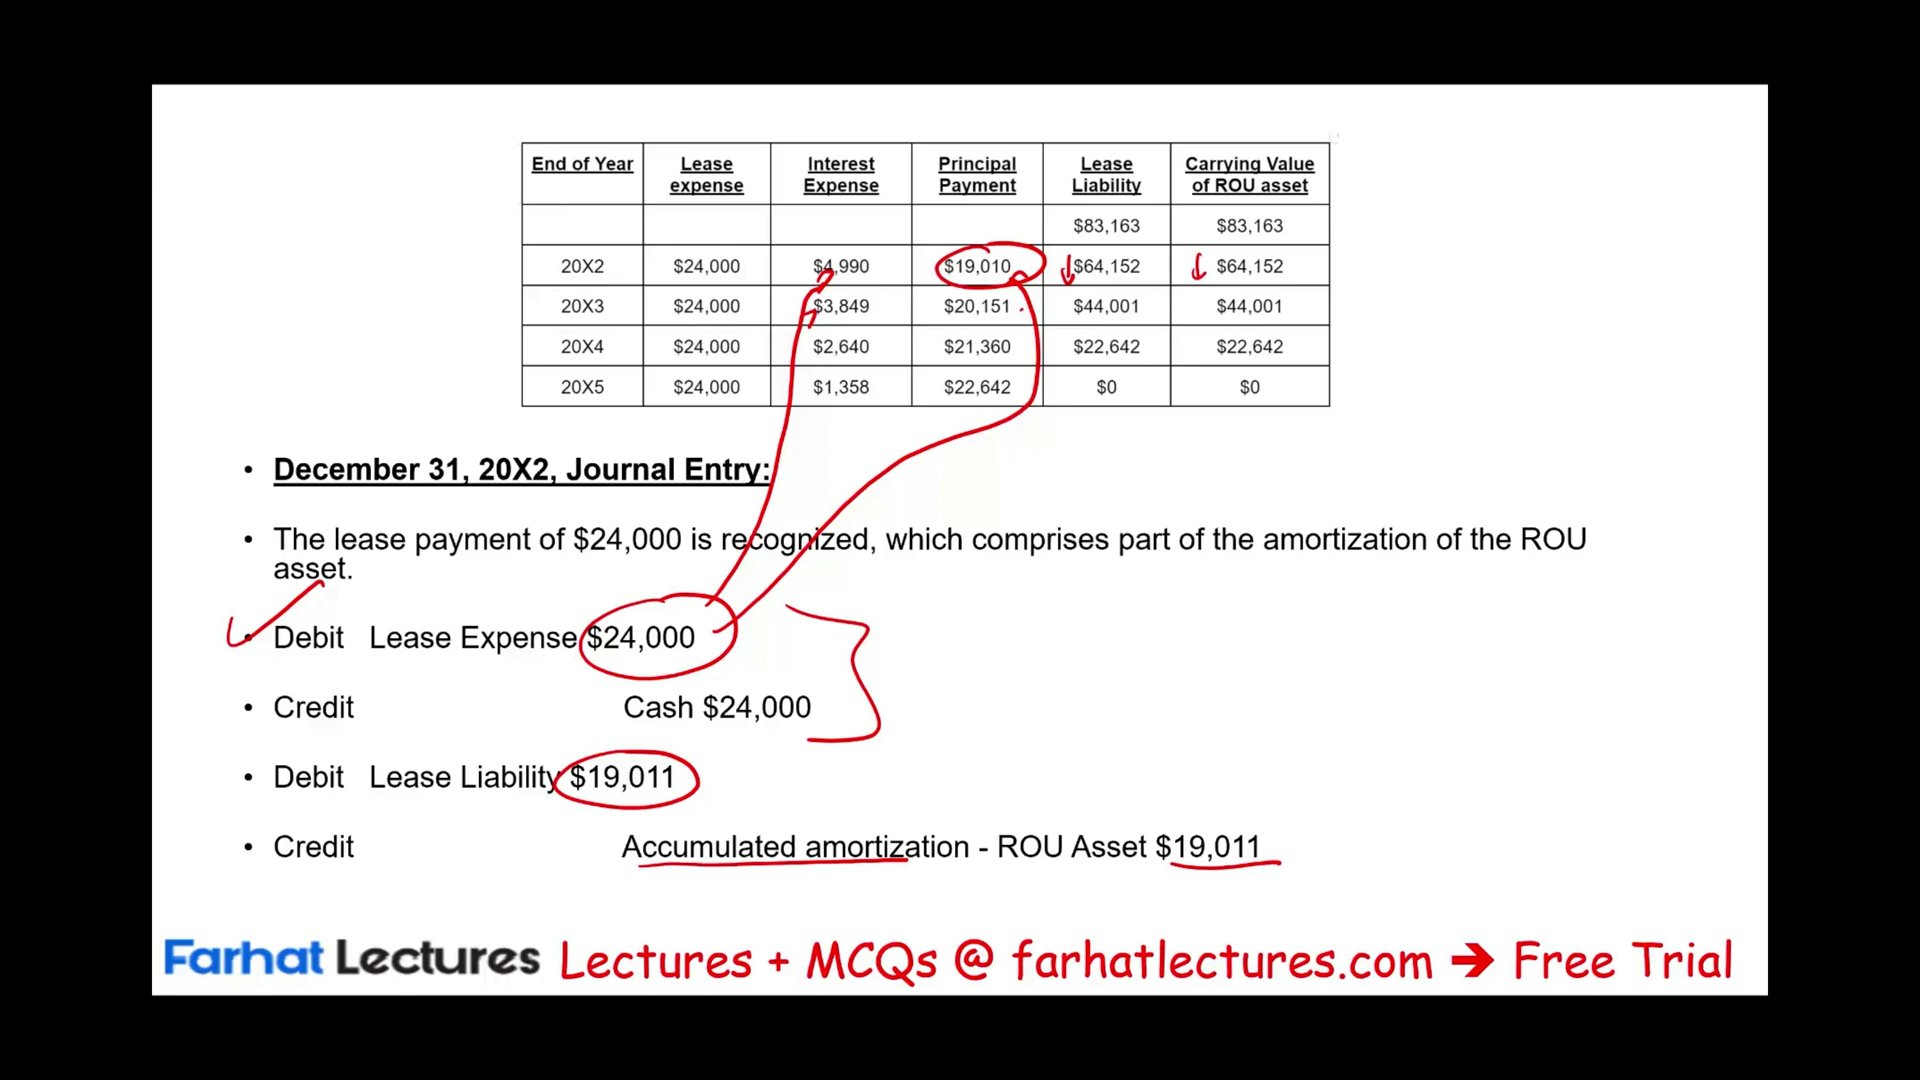 End of Year Lease expense Interest Expense Principal Payment Lease Liability Carrying Value of ROU asset
$83,163 $83,163
20X2 $24,000 $4,990 $19,010 $64,152 $64,152
20X3 $24,000 $3,849 $20,151 $44,001 $44,001
20X4 $24,000 $2,640 $21,360 $22,642 $22,642
20X5 $24,000 $1,358 $22,642 $0 $0
• December 31, 20X2, Journal Entry:
• The lease payment of $24,000 is recognized, which comprises part of the amortization of the ROU
asset.
• Debit Lease Expense $24,000
• Credit Cash $24,000
• Debit Lease Liability $19,011
• Credit Accumulated amortization - ROU Asset $19,011
Farhat Lectures Lectures + MCQs @ farhatlectures.com ➔ Free Trial